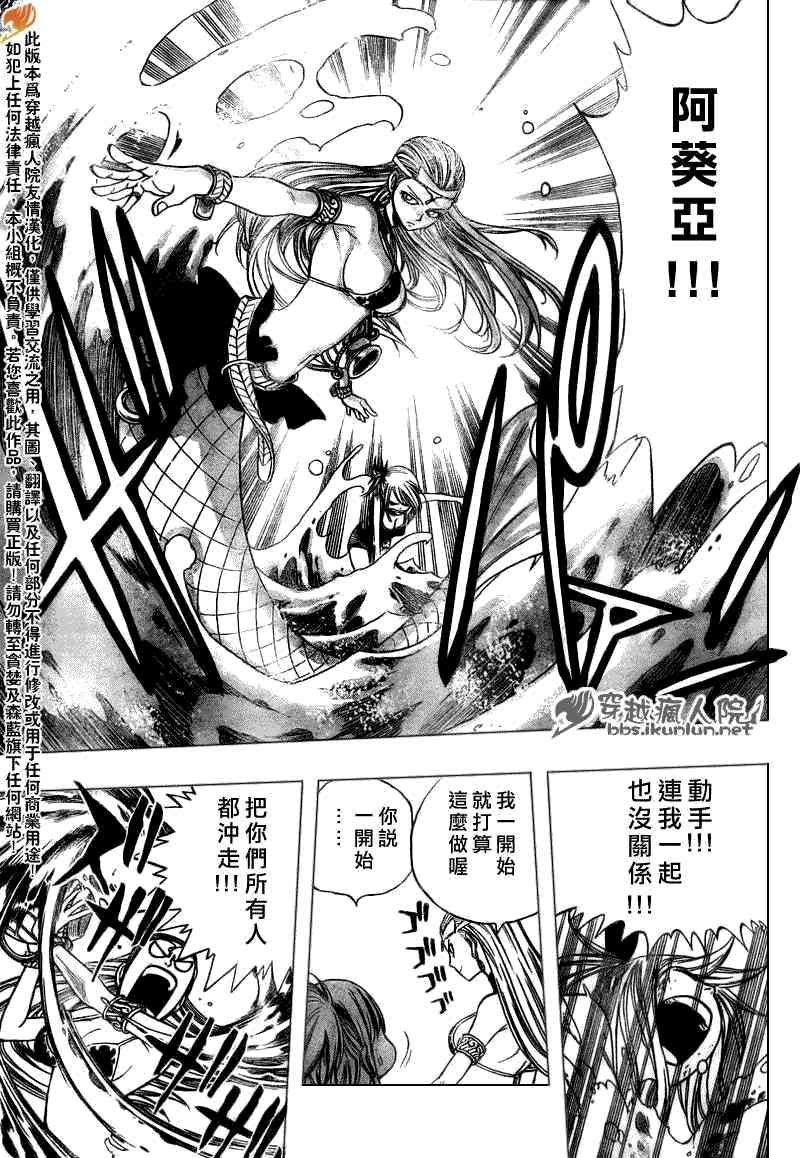 阿葵亞!!!
動手!!!
連我一起
也沒關係!!!
我一開始
就打算
這麼做喔
你說
一開始
……
把你們所有人
都沖走!!!
穿越瘋人院
bbs.ikunlun.net
此版本爲穿越瘋人院友情漢化，僅供學習交流之用，其圖、翻譯以及任何部分不得進行修改或用于任何商業用途！
如犯上任何法律責任，本小組概不負責。若您喜歡此作品，請購買正版！請勿轉至貪婪及森藍旗下任何網站！